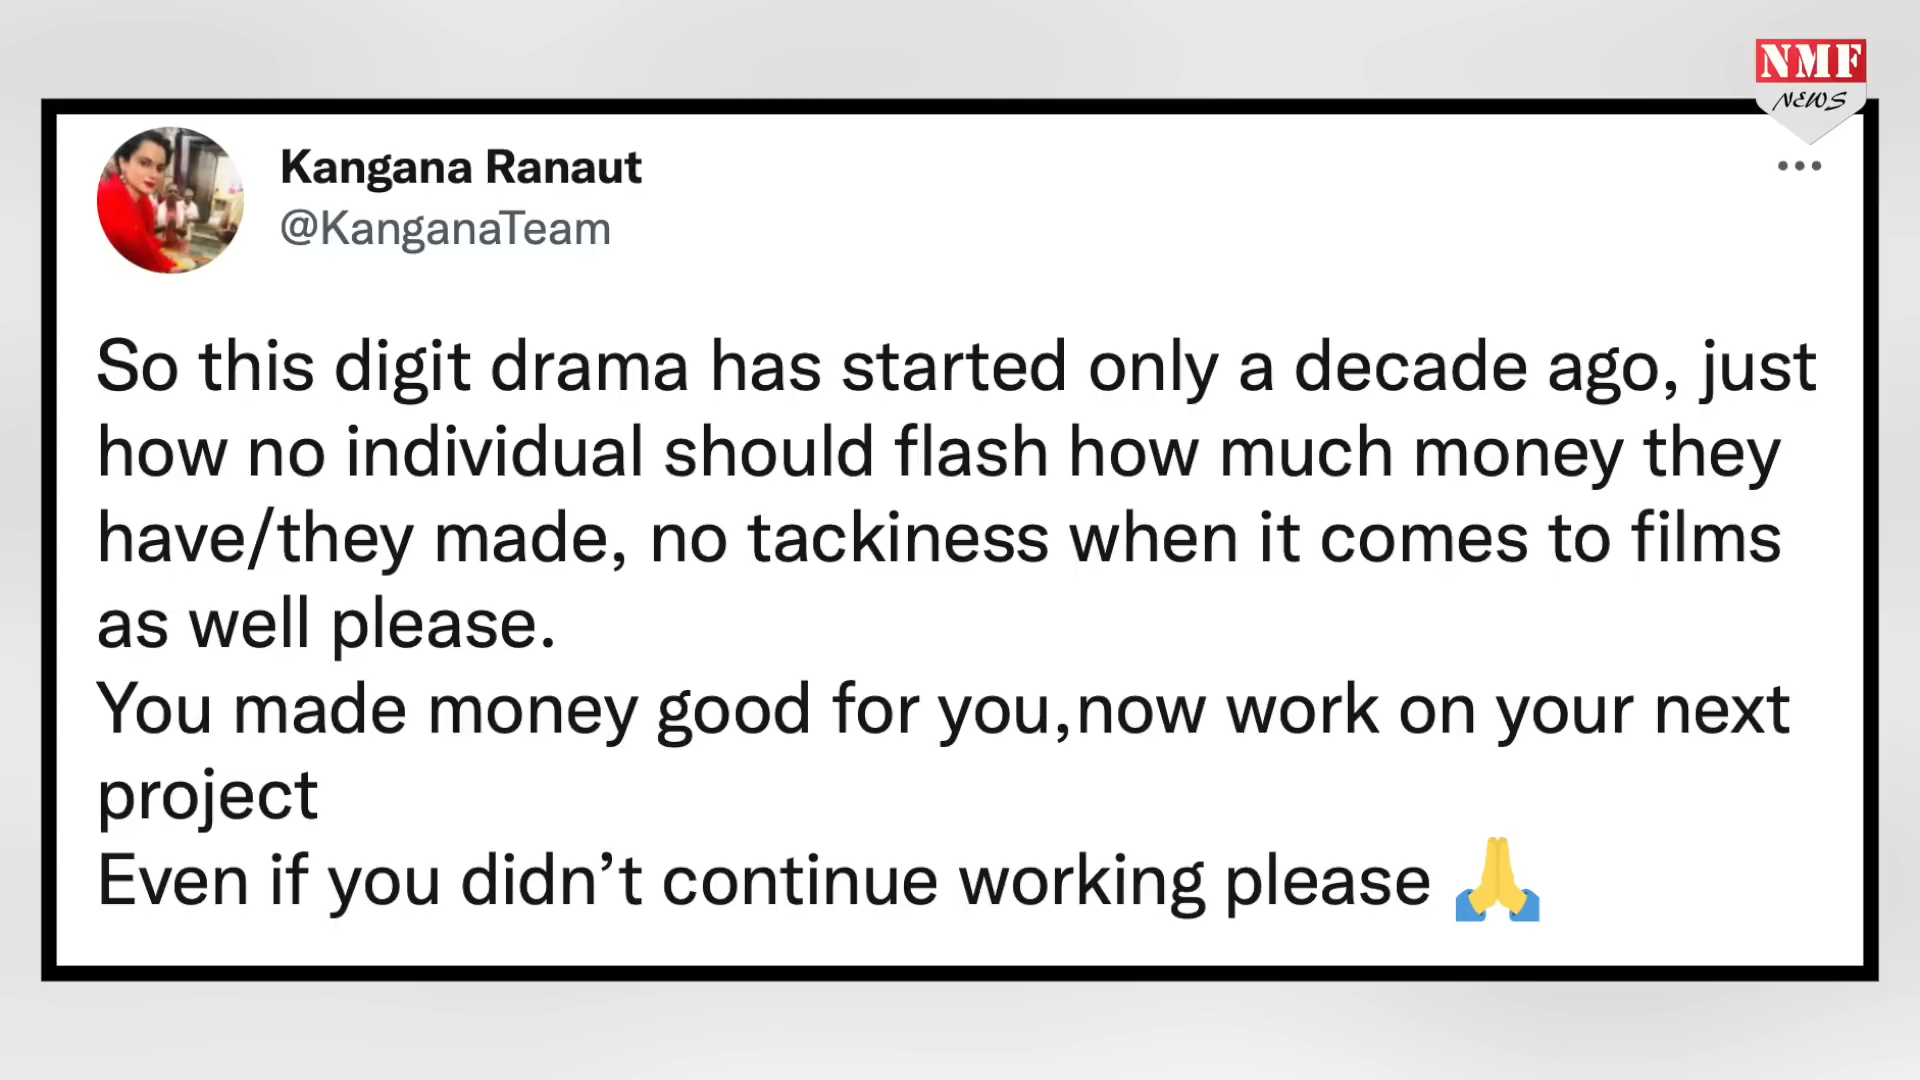 NMF
NEWS
Kangana Ranaut
@KanganaTeam
So this digit drama has started only a decade ago, just
how no individual should flash how much money they
have/they made, no tackiness when it comes to films
as well please.
You made money good for you,now work on your next
project
Even if you didn’t continue working please 🙏